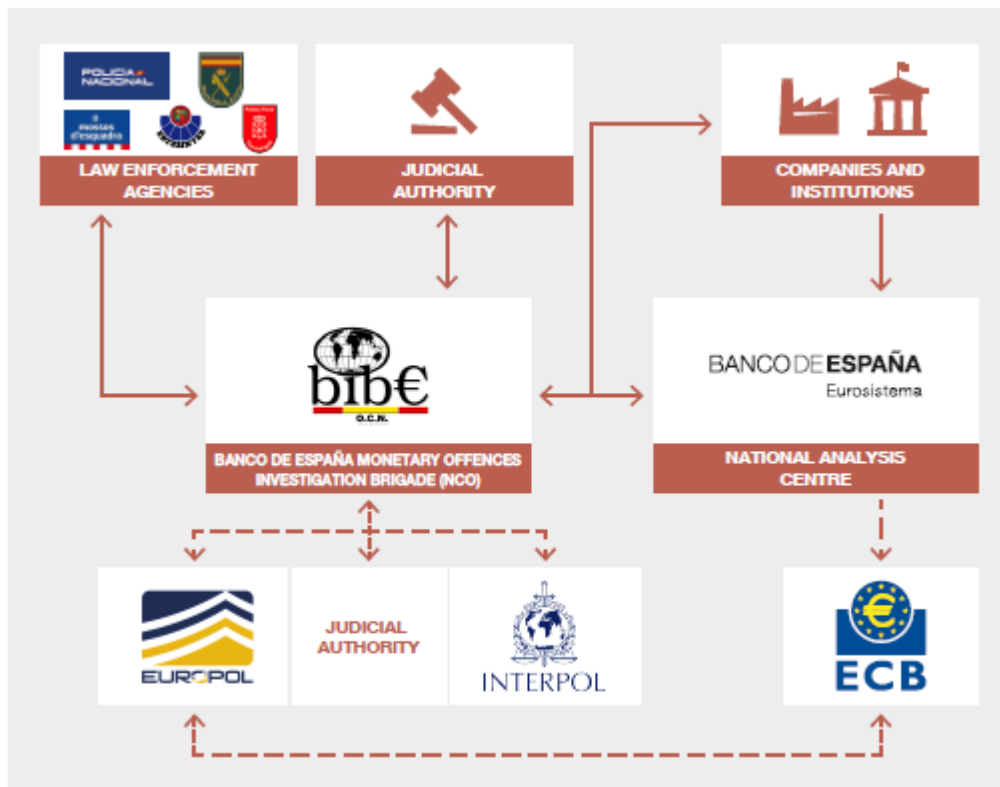 POLICIA
NACIONAL
mossos
d'esquadra
LAW ENFORCEMENT
AGENCIES
JUDICIAL
AUTHORITY
COMPANIES AND
INSTITUTIONS
bib€
O.C.N.
BANCO DE ESPAÑA MONETARY OFFENCES
INVESTIGATION BRIGADE (NCO)
BANCO DE ESPAÑA
Eurosistema
NATIONAL ANALYSIS
CENTRE
EUROPOL
JUDICIAL
AUTHORITY
INTERPOL
€
ECB